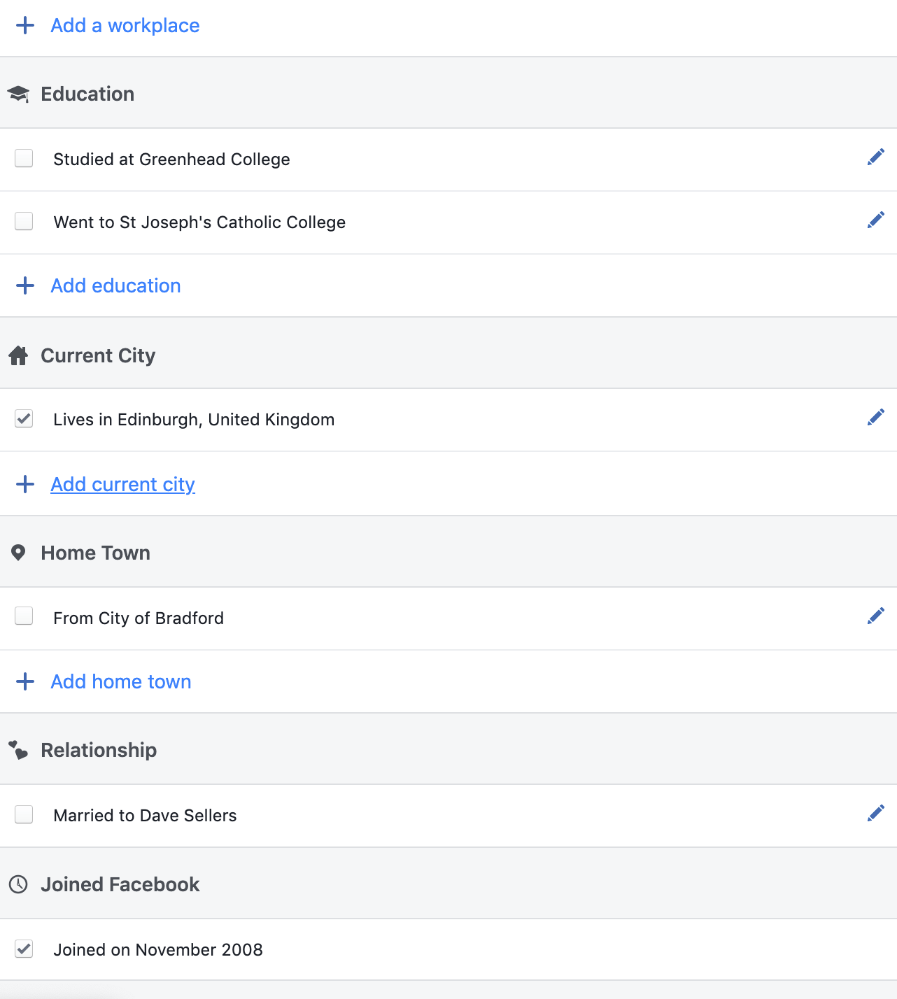 Add a workplace
Education
Studied at Greenhead College
Went to St Joseph's Catholic College
Add education
Current City
Lives in Edinburgh, United Kingdom
Add current city
Home Town
From City of Bradford
Add home town
Relationship
Married to Dave Sellers
Joined Facebook
Joined on November 2008